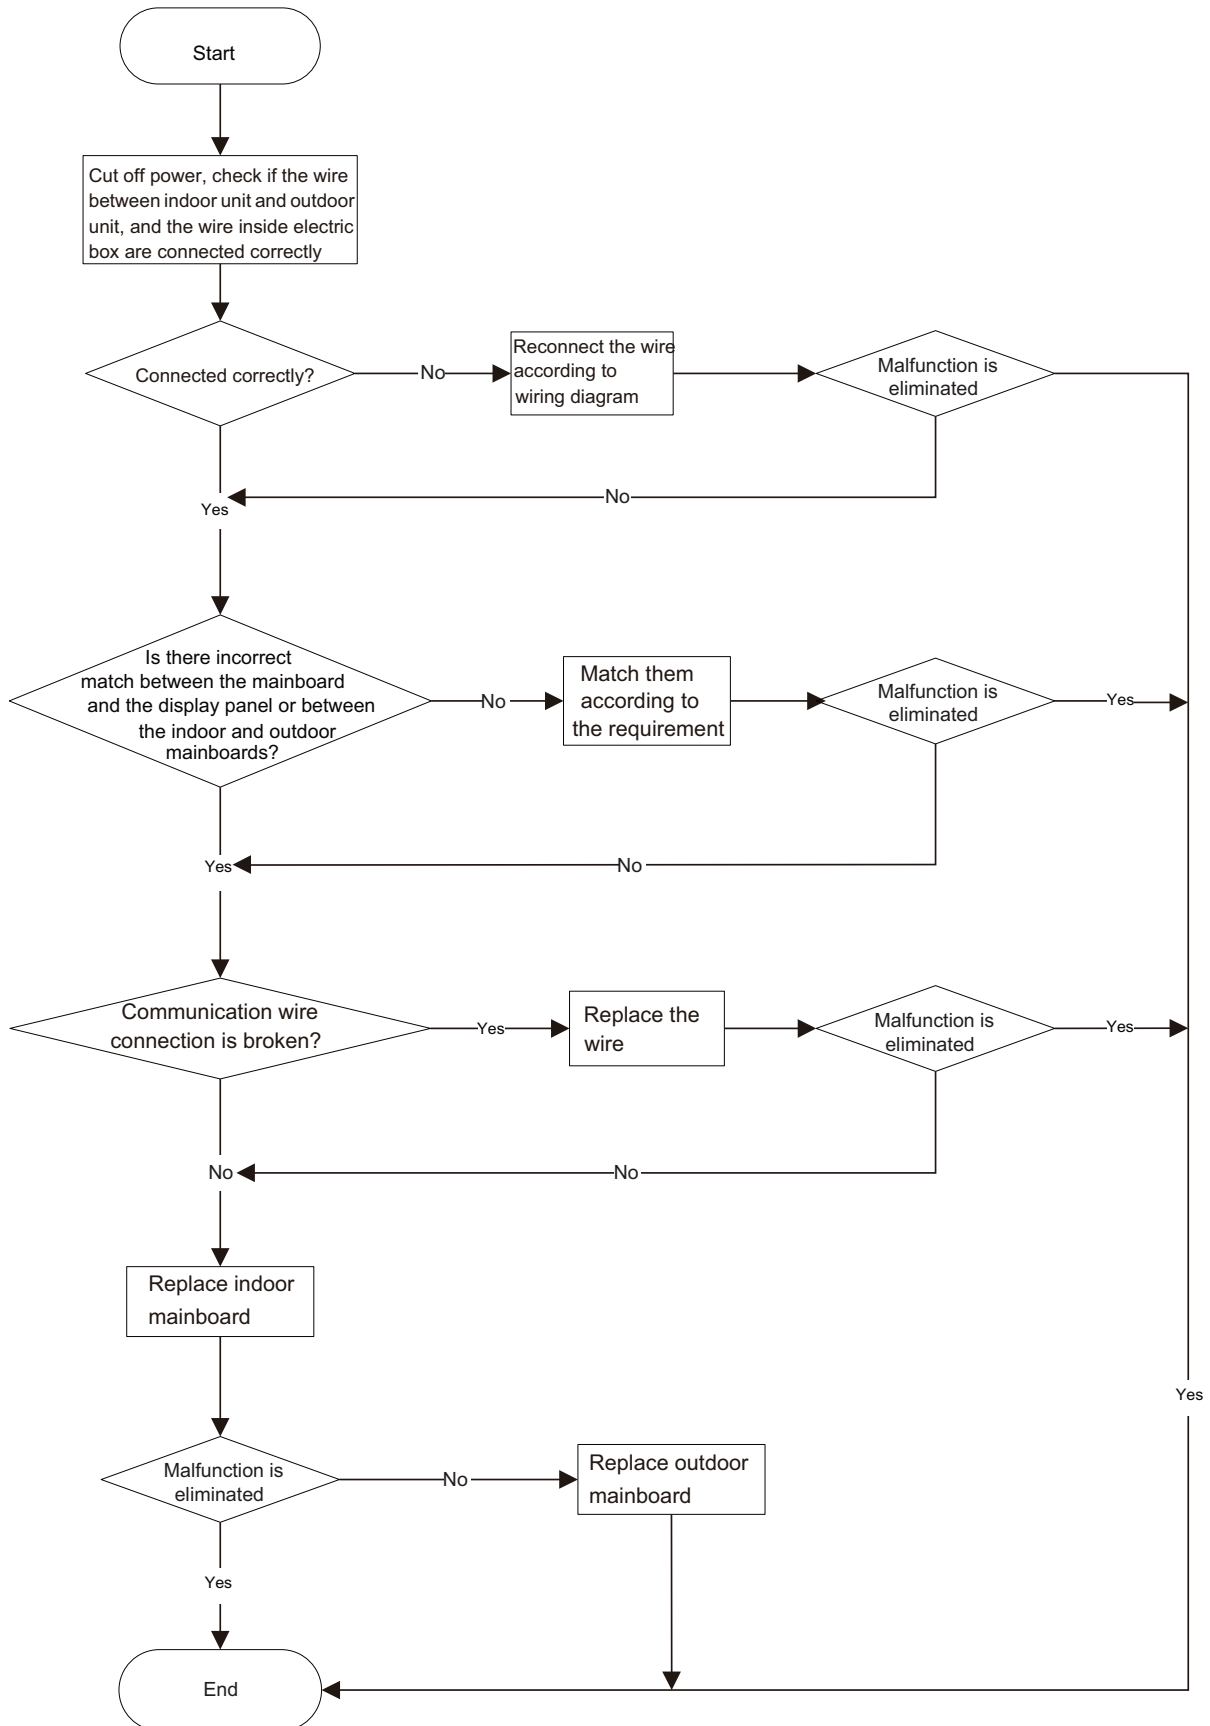 Start
Cut off power, check if the wire
between indoor unit and outdoor
unit, and the wire inside electric
box are connected correctly
Connected correctly?
No
Reconnect the wire
according to
wiring diagram
Malfunction is
eliminated
No
Yes
Is there incorrect
match between the mainboard
and the display panel or between
the indoor and outdoor
mainboards?
No
Match them
according to
the requirement
Malfunction is
eliminated
Yes
No
Yes
Communication wire
connection is broken?
Yes
Replace the
wire
Malfunction is
eliminated
Yes
No
No
Replace indoor
mainboard
Yes
Malfunction is
eliminated
No
Replace outdoor
mainboard
Yes
End